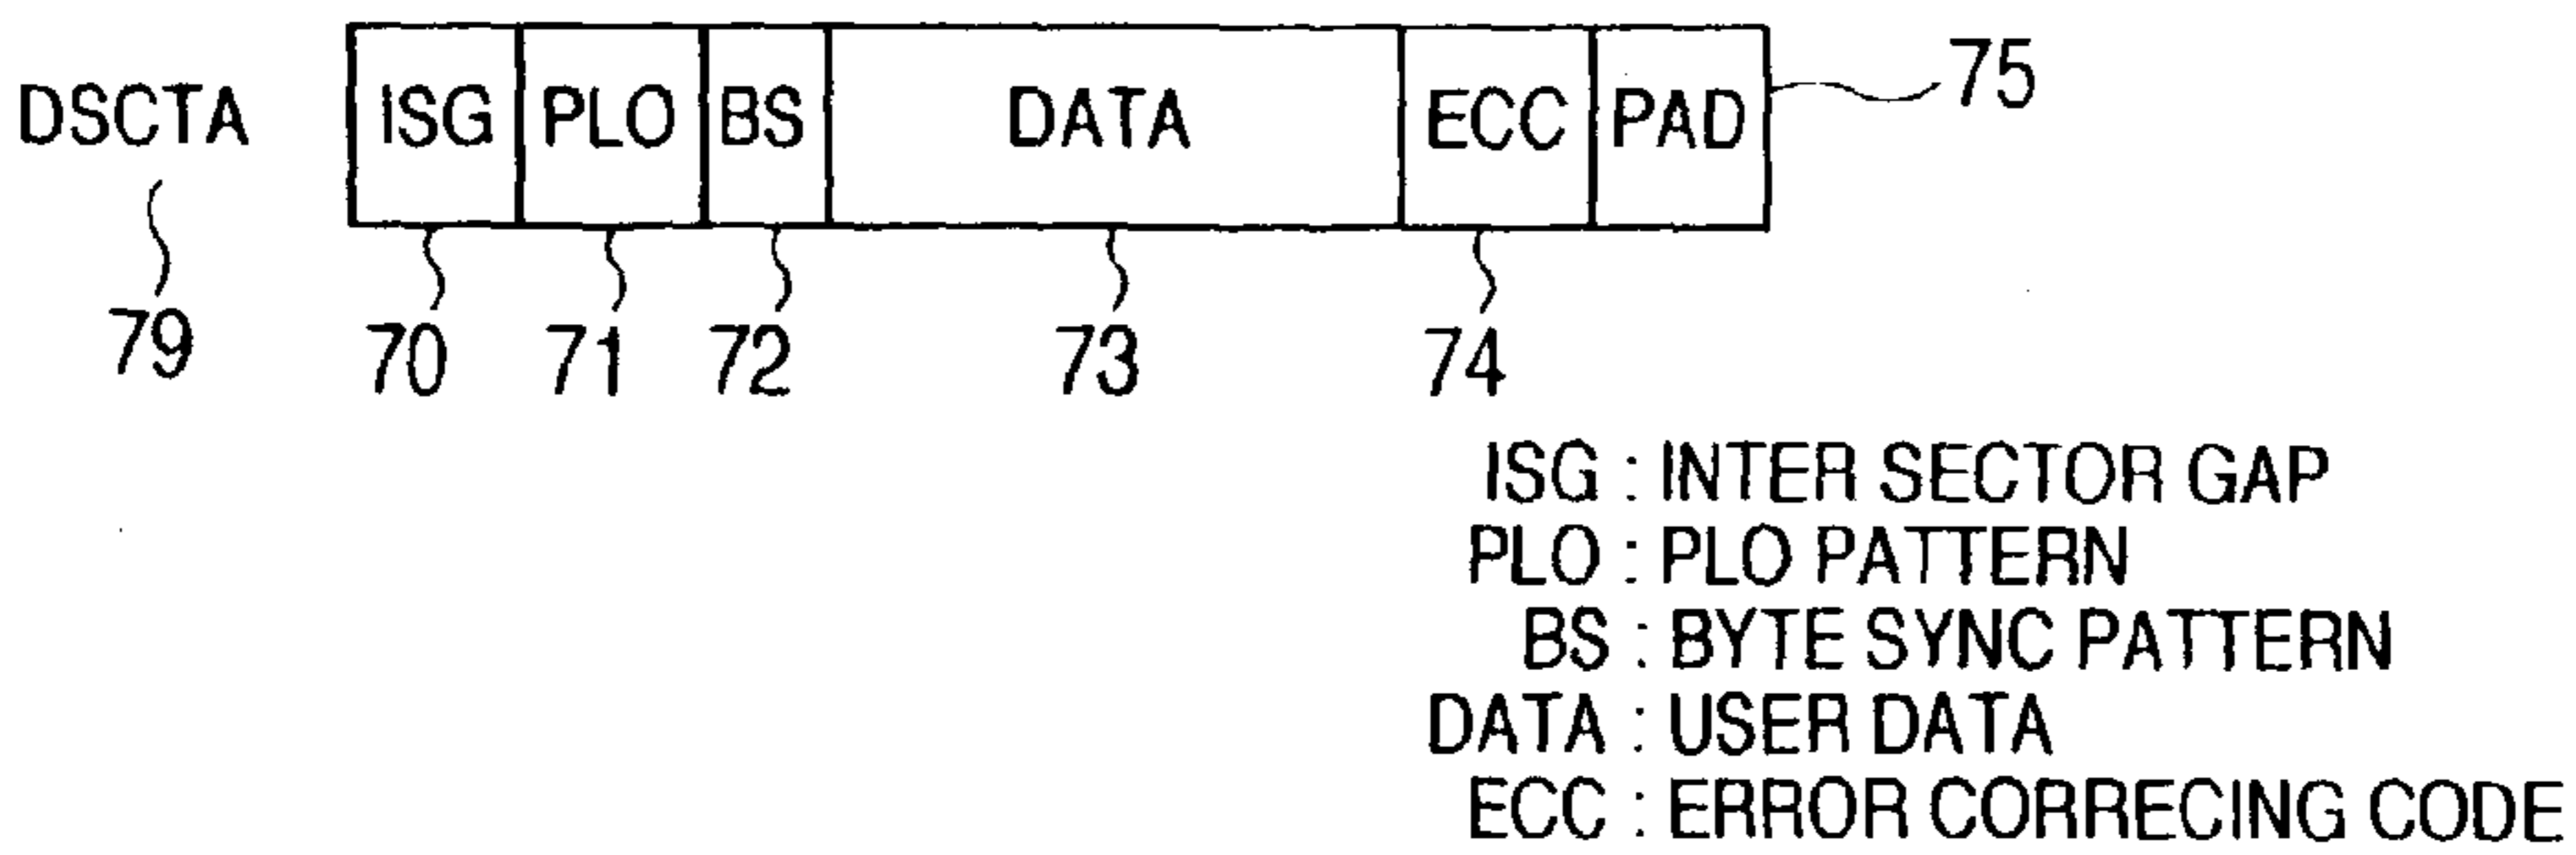 DSCTA ISG PLO BS DATA ECC PAD 75
79 70 71 72 73 74
ISG : INTER SECTOR GAP
PLO : PLO PATTERN
BS : BYTE SYNC PATTERN
DATA : USER DATA
ECC : ERROR CORRECING CODE